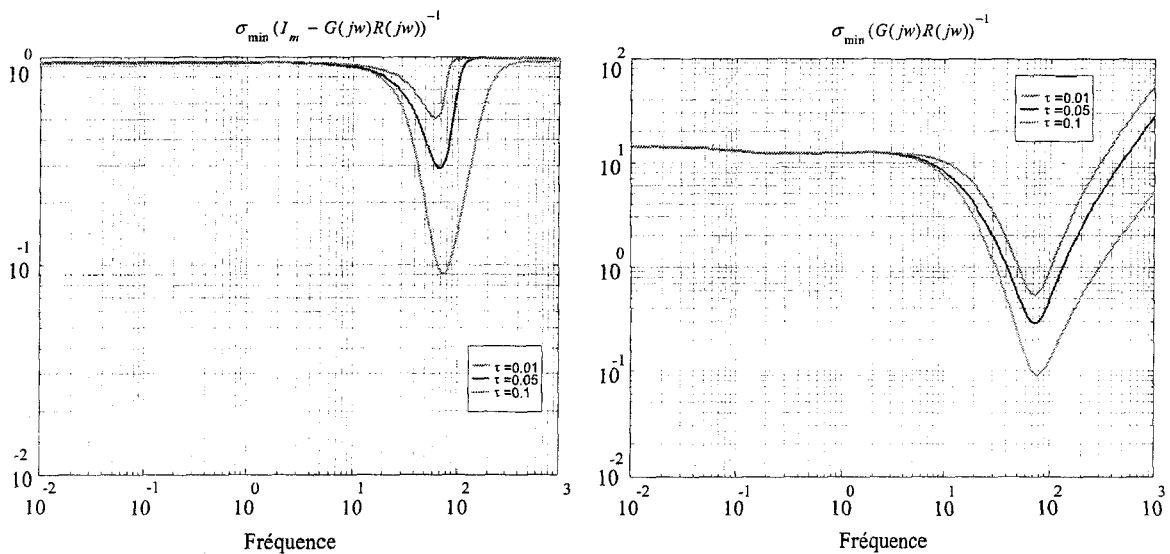 σ_min (I_m − G(jw)R(jw))^−1
10^0
10^-1
10^-2
10^-2 10^-1 10^0 10^1 10^2 10^3
Fréquence
τ=0.01
τ=0.05
τ=0.1
σ_min (G(jw)R(jw))^−1
10^2
10^1
10^0
10^-1
10^-2
10^-2 10^-1 10^0 10^1 10^2 10^3
Fréquence
τ=0.01
τ=0.05
τ=0.1